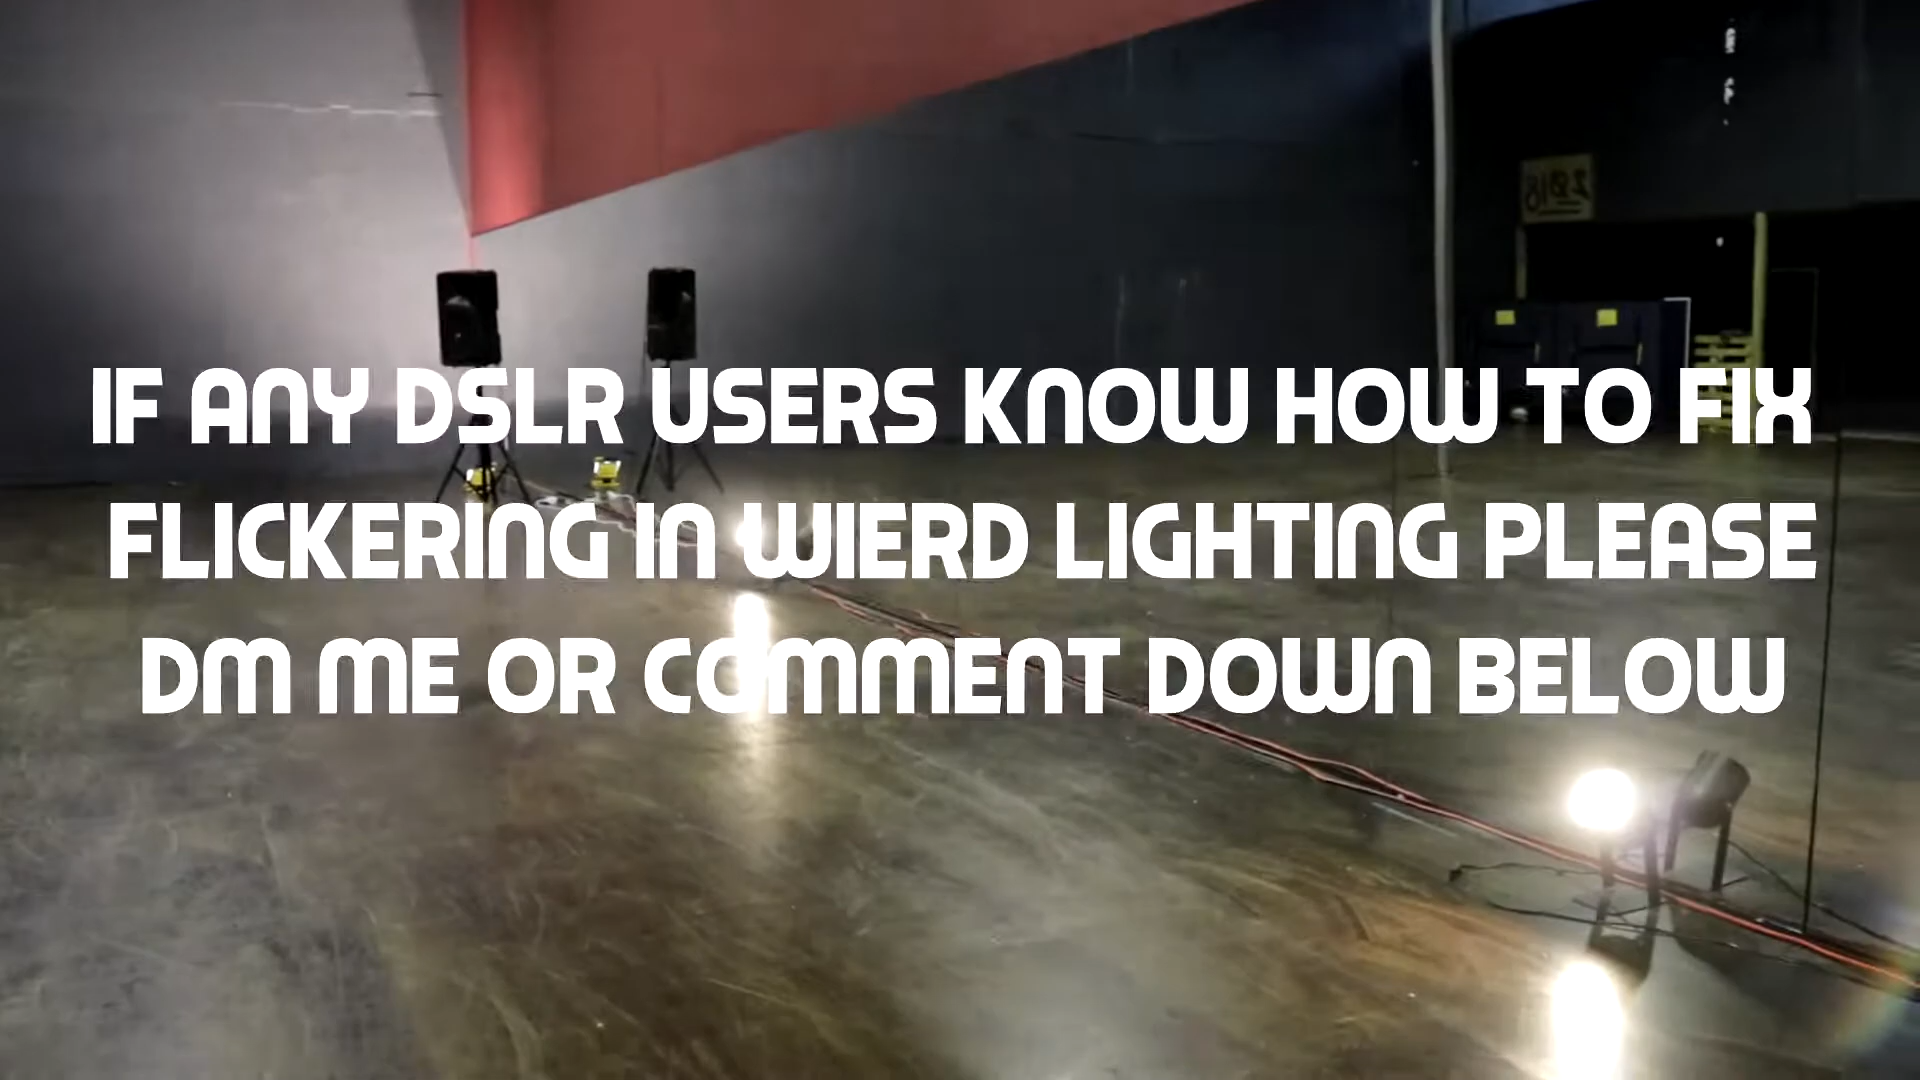 IF ANY DSLR USERS KNOW HOW TO FIX
FLICKERING IN WIERD LIGHTING PLEASE
DM ME OR COMMENT DOWN BELOW